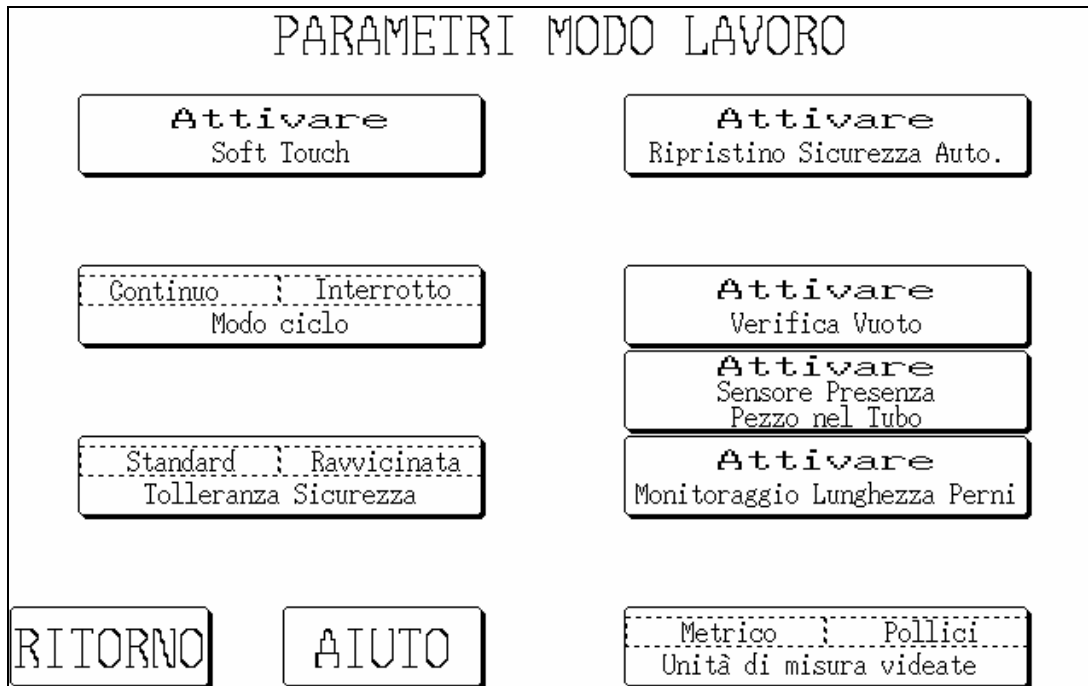 PARAMETRI MODO LAVORO
Attivare
Soft Touch
Attivare
Ripristino Sicurezza Auto.
Continuo Interrotto
Modo ciclo
Attivare
Verifica Vuoto
Attivare
Sensore Presenza
Pezzo nel Tubo
Standard Ravvicinata
Tolleranza Sicurezza
Attivare
Monitoraggio Lunghezza Perni
RITORNO
AIUTO
Metrico Pollici
Unità di misura videate